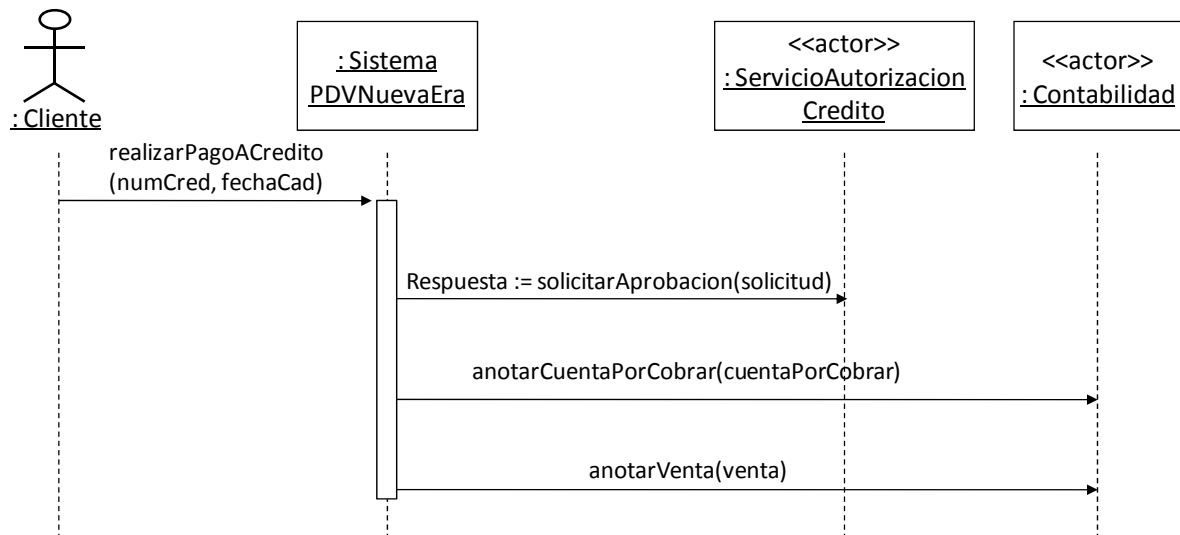 : Cliente
: Sistema
PDVNuevaEra
<<actor>>
: ServicioAutorizacion
Credito
<<actor>>
: Contabilidad
realizarPagoACredito
(numCred, fechaCad)
Respuesta := solicitarAprobacion(solicitud)
anotarCuentaPorCobrar(cuentaPorCobrar)
anotarVenta(venta)